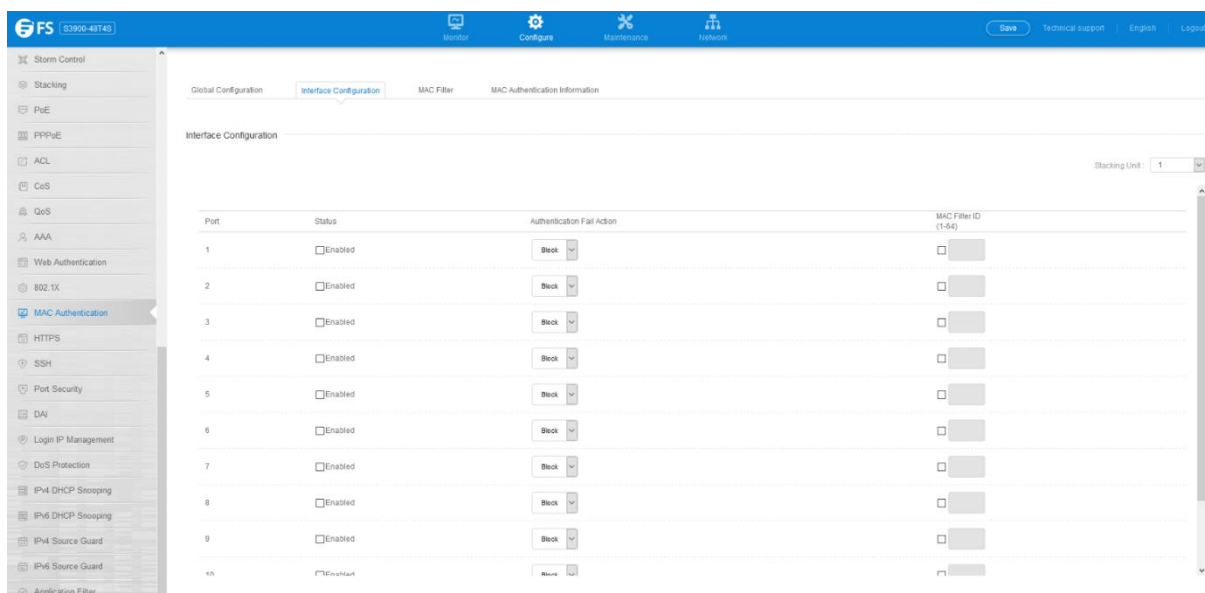 FS S3900-48T4S
Monitor
Configure
Maintenance
Network
Save
Technical support
English
Logout
Storm Control
Stacking
PoE
PPPoE
ACL
CoS
QoS
AAA
Web Authentication
802.1X
MAC Authentication
HTTPS
SSH
Port Security
DAI
Login IP Management
DoS Protection
IPv4 DHCP Snooping
IPv6 DHCP Snooping
IPv4 Source Guard
IPv6 Source Guard
Application Filter
Global Configuration
Interface Configuration
MAC Filter
MAC Authentication Information
Interface Configuration
Stacking Unit : 1
Port Status Authentication Fail Action MAC Filter ID
(1-64)
1 Enabled Block
2 Enabled Block
3 Enabled Block
4 Enabled Block
5 Enabled Block
6 Enabled Block
7 Enabled Block
8 Enabled Block
9 Enabled Block
10 Enabled Block